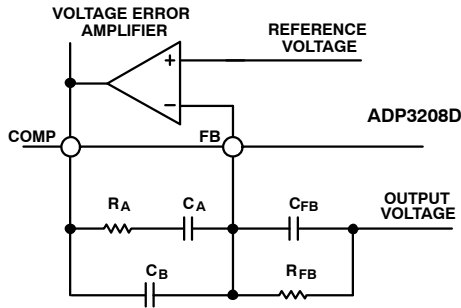 VOLTAGE ERROR
AMPLIFIER
REFERENCE
VOLTAGE
+
−
ADP3208D
COMP
FB
RA
CA
CFB
OUTPUT
VOLTAGE
CB
RFB